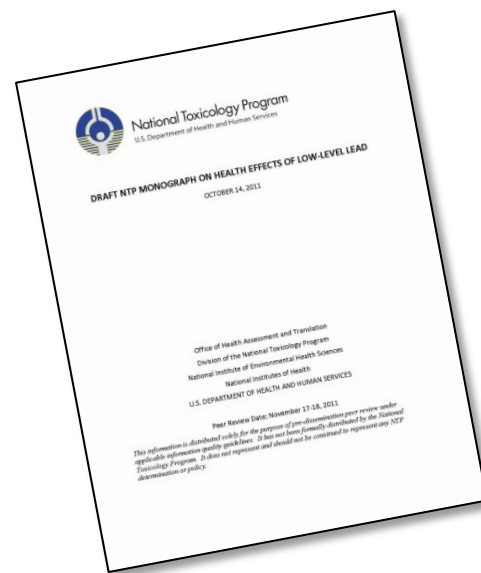 National Toxicology Program
U.S. Department of Health and Human Services
DRAFT NTP MONOGRAPH ON HEALTH EFFECTS OF LOW-LEVEL LEAD
OCTOBER 14, 2011
Office of Health Assessment and Translation
Division of the National Toxicology Program
National Institute of Environmental Health Sciences
National Institutes of Health
U.S. DEPARTMENT OF HEALTH AND HUMAN SERVICES
Peer Review Date: November 17-18, 2011
This information is distributed solely for the purpose of pre-dissemination peer review under
applicable information quality guidelines. It has not been formally distributed by the National
Toxicology Program. It does not represent and should not be construed to represent any NTP
determination or policy.